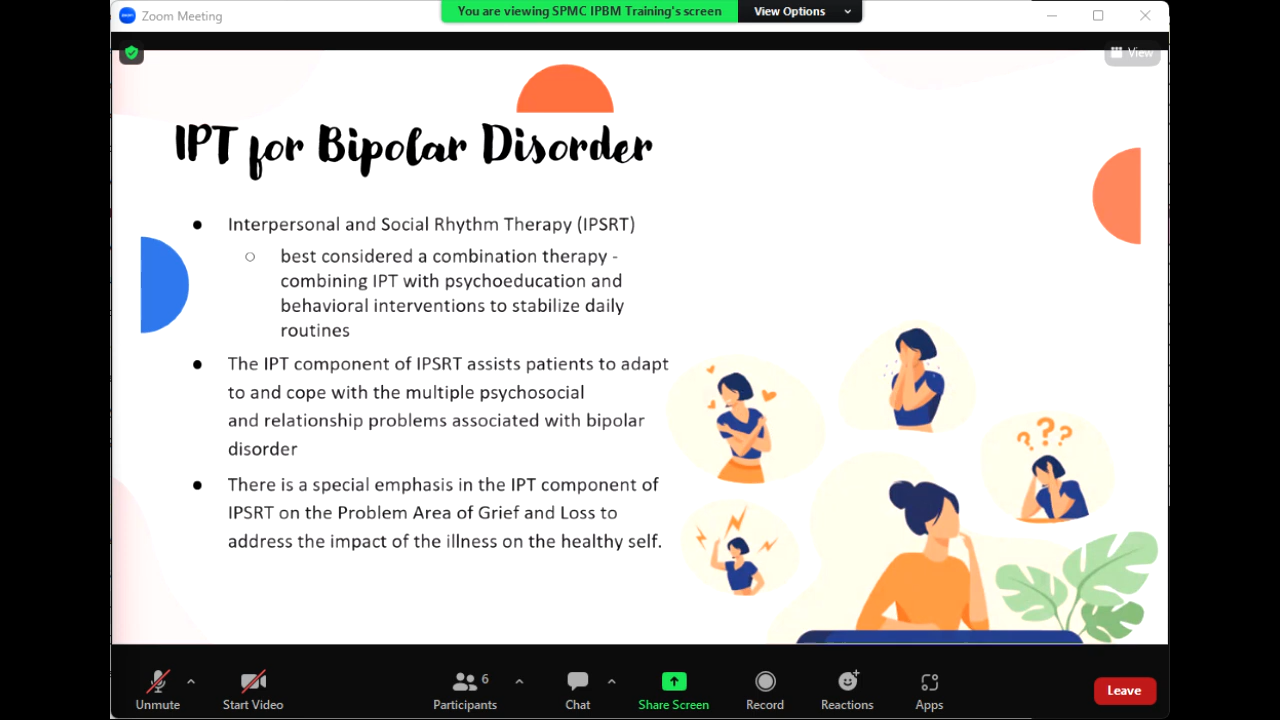 Zoom Meeting
You are viewing SPMC IPBM Training's screen
View Options
View
IPT for Bipolar Disorder
● Interpersonal and Social Rhythm Therapy (IPSRT)
○ best considered a combination therapy -
combining IPT with psychoeducation and
behavioral interventions to stabilize daily
routines
● The IPT component of IPSRT assists patients to adapt
to and cope with the multiple psychosocial
and relationship problems associated with bipolar
disorder
● There is a special emphasis in the IPT component of
IPSRT on the Problem Area of Grief and Loss to
address the impact of the illness on the healthy self.
???
Unmute
Start Video
6
Participants
Chat
Share Screen
Record
Reactions
Apps
Leave